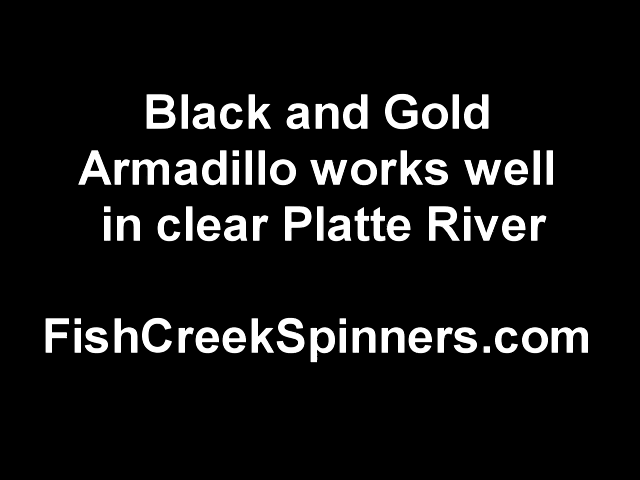 Black and Gold
Armadillo works well
in clear Platte River
FishCreekSpinners.com